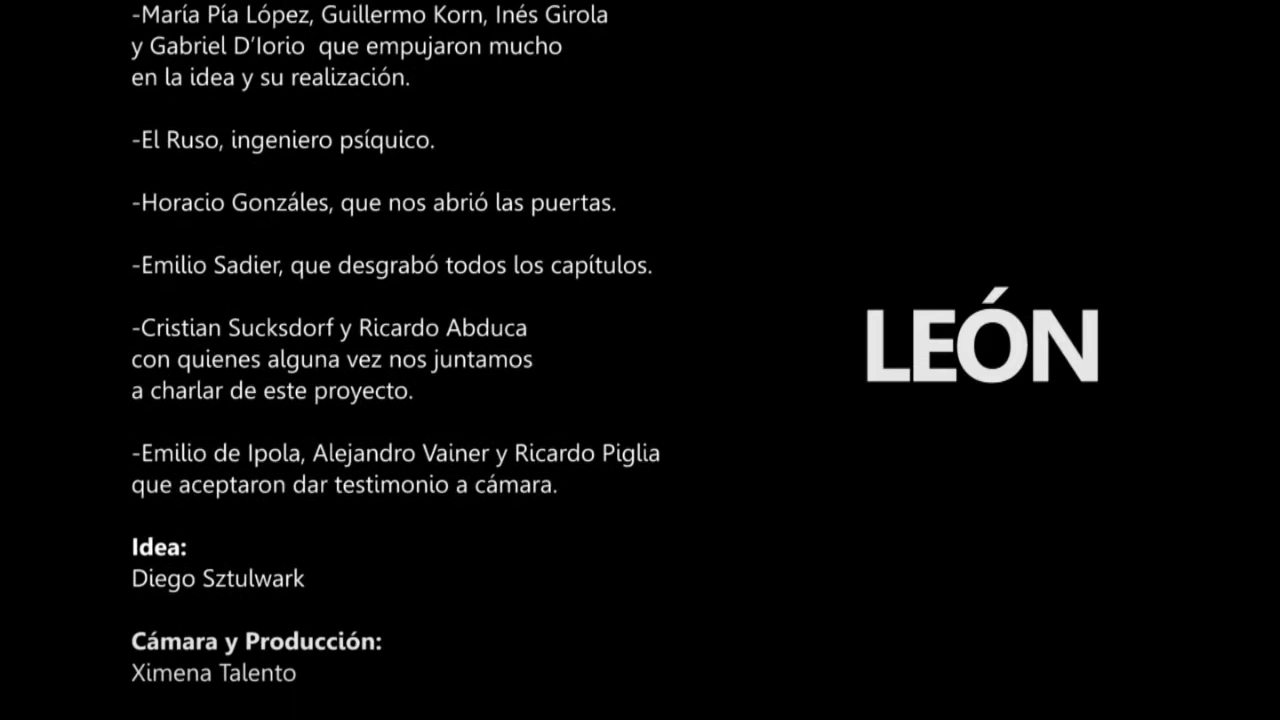 -María Pía López, Guillermo Korn, Inés Girola
y Gabriel D'Iorio  que empujaron mucho
en la idea y su realización.
-El Ruso, ingeniero psíquico.
-Horacio Gonzáles, que nos abrió las puertas.
-Emilio Sadier, que desgrabó todos los capítulos.
-Cristian Sucksdorf y Ricardo Abduca
con quienes alguna vez nos juntamos
a charlar de este proyecto.
-Emilio de Ipola, Alejandro Vainer y Ricardo Piglia
que aceptaron dar testimonio a cámara.
Idea:
Diego Sztulwark
Cámara y Producción:
Ximena Talento
LEÓN